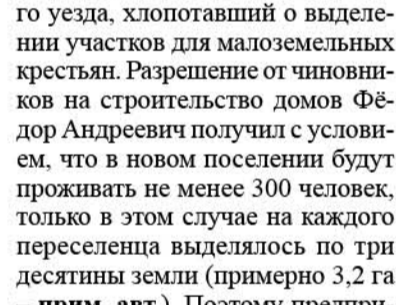 го уезда, хлопотавший о выделе-
нии участков для малоземельных
крестьян. Разрешение от чиновни-
ков на строительство домов Фё-
дор Андреевич получил с услови-
ем, что в новом поселении будут
проживать не менее 300 человек,
только в этом случае на каждого
переселенца выделялось по три
десятины земли (примерно 3,2 га
– прим. авт.). Поэтому предпри-